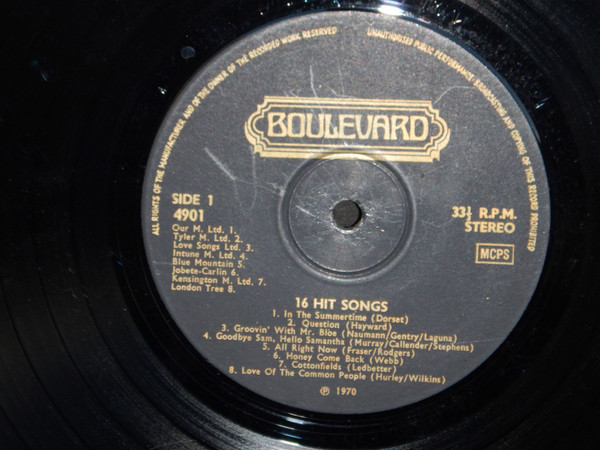 ALL RIGHTS OF THE MANUFACTURER AND OF THE OWNER OF THE RECORDED WORK RESERVED
UNAUTHORISED PUBLIC PERFORMANCE, BROADCASTING AND COPYING OF THIS RECORD PROHIBITED
BOULEVARD
SIDE 1
4901
Our M. Ltd. 1.
Tyler M. Ltd. 2.
Love Songs Ltd. 3.
Intune M. Ltd. 4.
Blue Mountain 5.
Jobete-Carlin 6.
Kensington M. Ltd. 7.
London Tree 8.
33⅓ R.P.M.
STEREO
MCPS
16 HIT SONGS
1. In The Summertime (Dorset)
2. Question (Hayward)
3. Groovin' With Mr. Bloe (Naumann/Gentry/Laguna)
4. Goodbye Sam, Hello Samantha (Murray/Callender/Stephens)
5. All Right Now (Fraser/Rodgers)
6. Honey Come Back (Webb)
7. Cottonfields (Ledbetter)
8. Love Of The Common People (Hurley/Wilkins)
℗ 1970